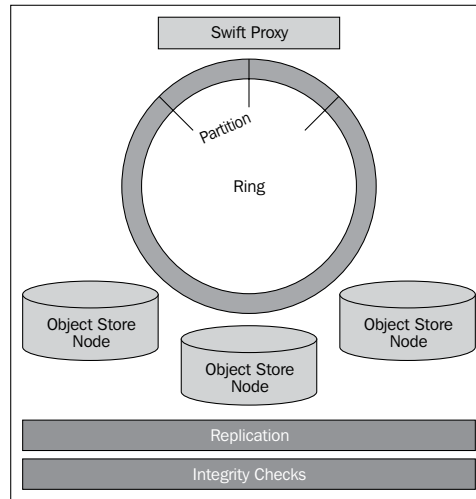 Swift Proxy
Partition
Ring
Object Store
Node
Object Store
Node
Object Store
Node
Replication
Integrity Checks